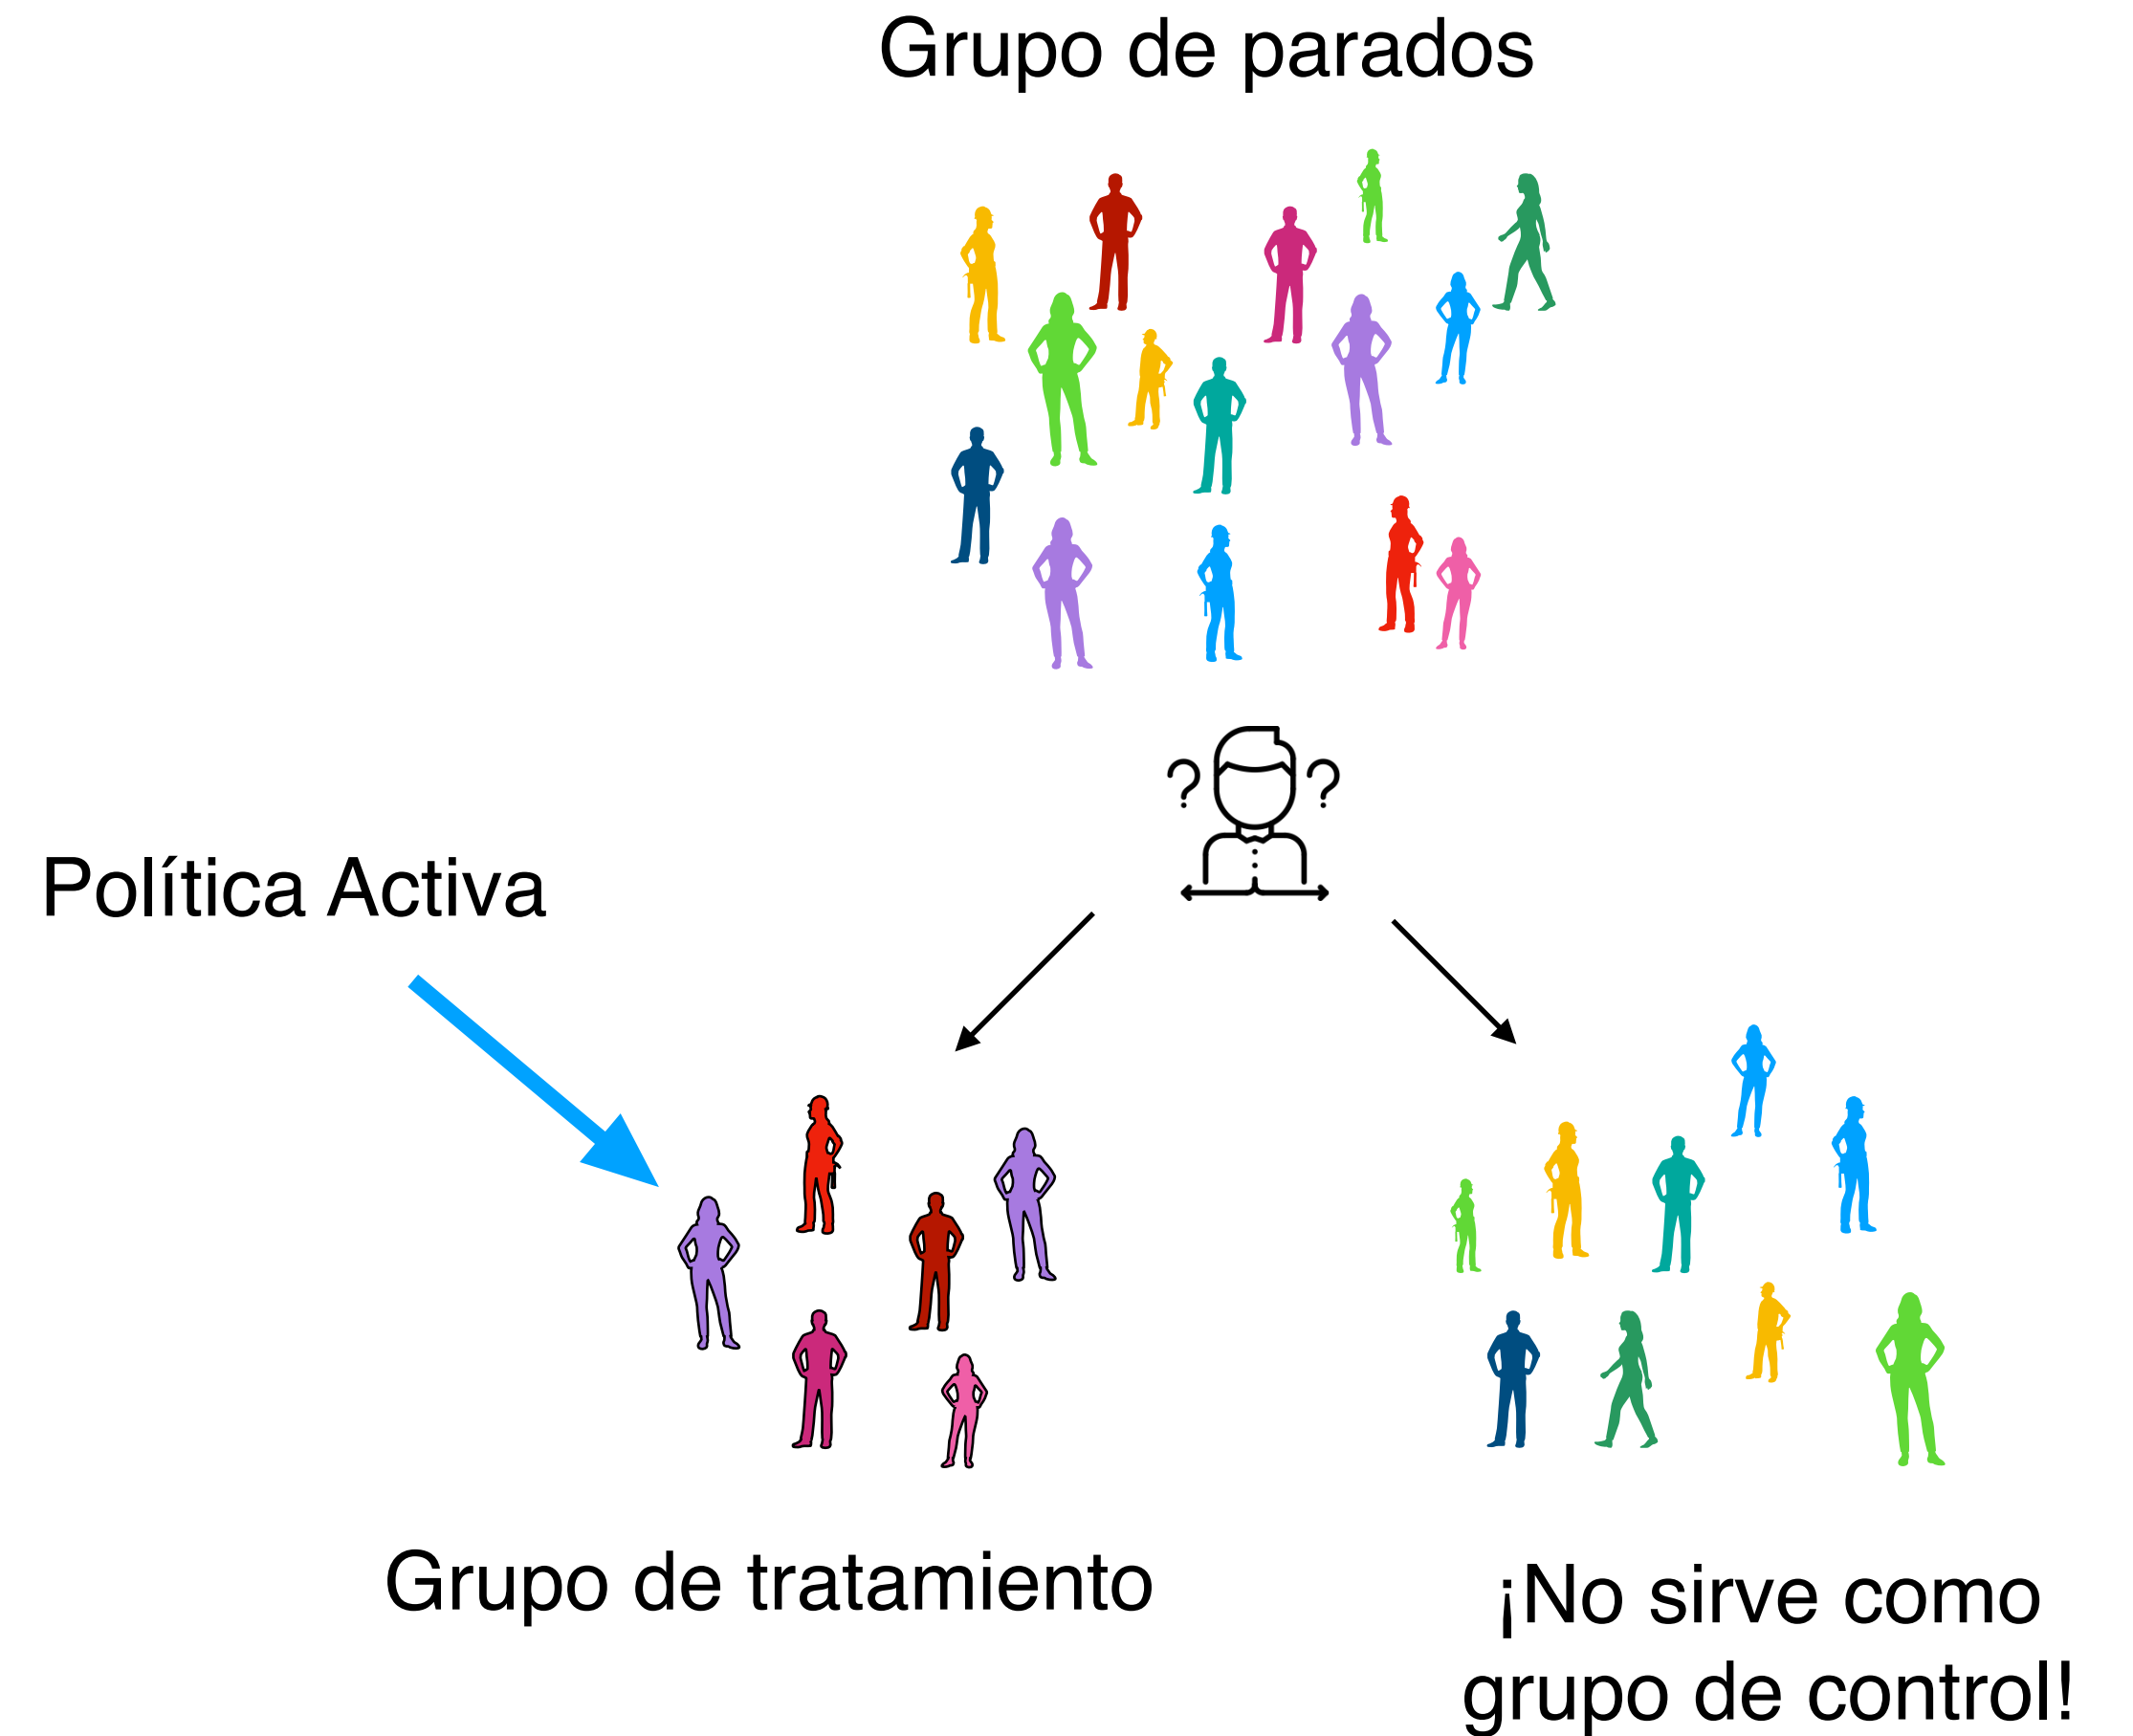 Grupo de parados
? ?
Política Activa
Grupo de tratamiento
¡No sirve como
grupo de control!